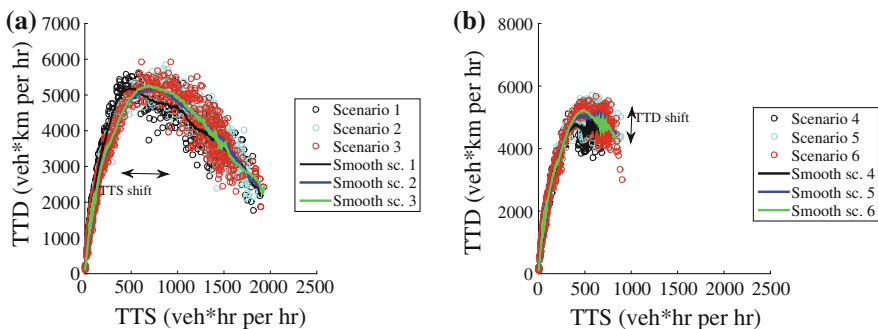 (a)
TTD (veh*km per hr)
7000
6000
5000
4000
3000
2000
1000
0
0 500 1000 1500 2000 2500
TTS (veh*hr per hr)
TTS shift
Scenario 1
Scenario 2
Scenario 3
Smooth sc. 1
Smooth sc. 2
Smooth sc. 3
(b)
TTD (veh*km per hr)
8000
6000
4000
2000
0
0 500 1000 1500 2000 2500
TTS (veh*hr per hr)
TTD shift
Scenario 4
Scenario 5
Scenario 6
Smooth sc. 4
Smooth sc. 5
Smooth sc. 6